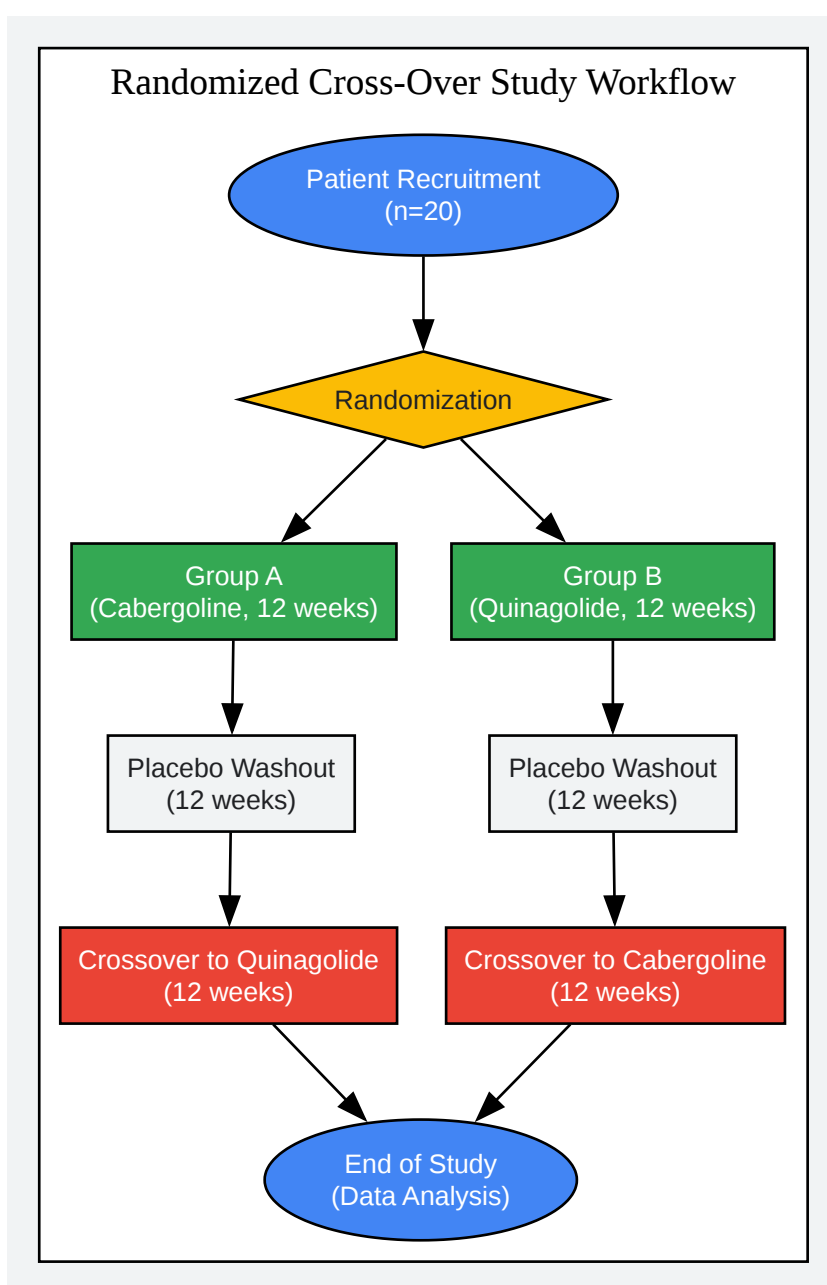 Randomized Cross-Over Study Workflow
Patient Recruitment
(n=20)
Randomization
Group A
(Cabergoline, 12 weeks)
Group B
(Quinagolide, 12 weeks)
Placebo Washout
(12 weeks)
Placebo Washout
(12 weeks)
Crossover to Quinagolide
(12 weeks)
Crossover to Cabergoline
(12 weeks)
End of Study
(Data Analysis)